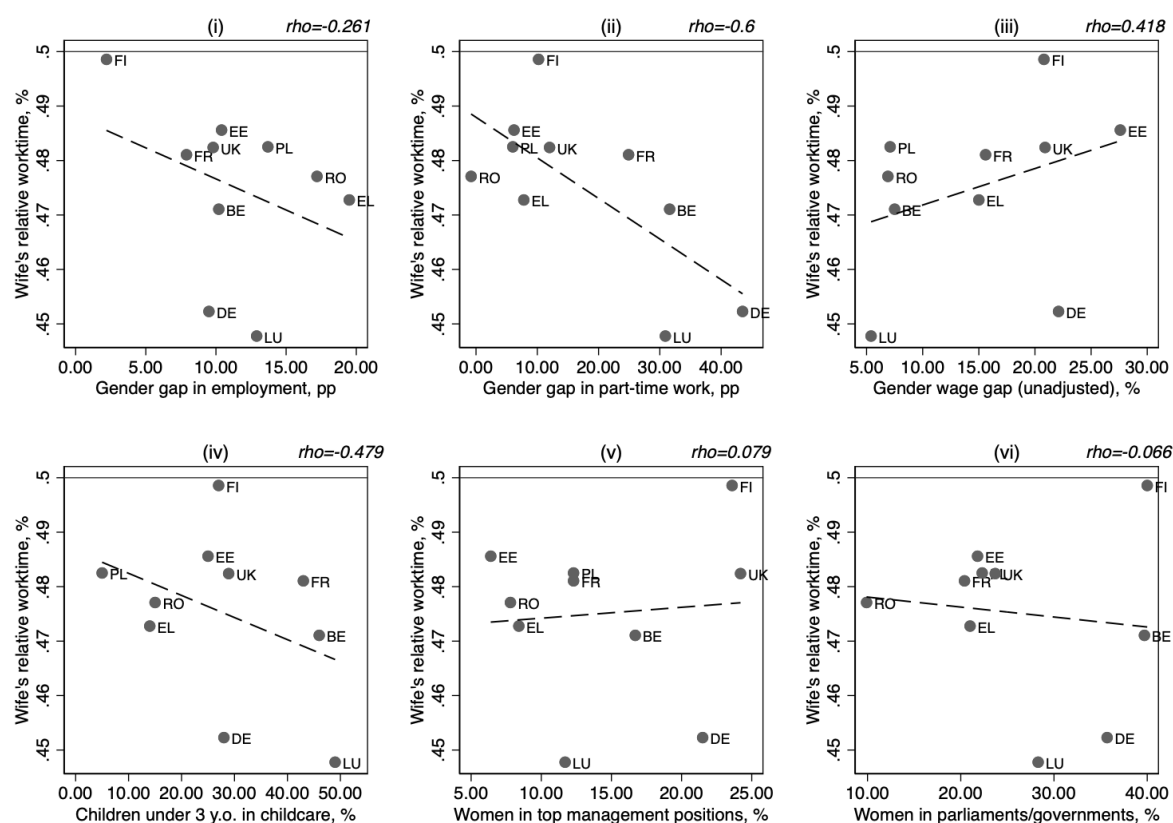 (i) rho=-0.261
Wife's relative worktime, %
.5
.49
.48
.47
.46
.45
FI
EE
UK
FR
PL
RO
EL
BE
DE
LU
0.00 5.00 10.00 15.00 20.00
Gender gap in employment, pp
(ii) rho=-0.6
Wife's relative worktime, %
.5
.49
.48
.47
.46
.45
FI
EE
PL
UK
FR
RO
EL
BE
DE
LU
0.00 10.00 20.00 30.00 40.00
Gender gap in part-time work, pp
(iii) rho=0.418
Wife's relative worktime, %
.5
.49
.48
.47
.46
.45
FI
EE
PL
UK
FR
RO
BE
EL
DE
LU
5.00 10.00 15.00 20.00 25.00 30.00
Gender wage gap (unadjusted), %
(iv) rho=-0.479
Wife's relative worktime, %
.5
.49
.48
.47
.46
.45
FI
EE
PL
UK
FR
RO
EL
BE
DE
LU
0.00 10.00 20.00 30.00 40.00 50.00
Children under 3 y.o. in childcare, %
(v) rho=0.079
Wife's relative worktime, %
.5
.49
.48
.47
.46
.45
FI
EE
PL
FR
UK
RO
EL
BE
DE
LU
5.00 10.00 15.00 20.00 25.00
Women in top management positions, %
(vi) rho=-0.066
Wife's relative worktime, %
.5
.49
.48
.47
.46
.45
FI
EE
UK
FR
RO
EL
BE
DE
LU
10.00 20.00 30.00 40.00
Women in parliaments/governments, %